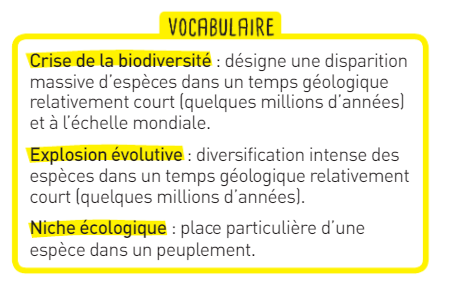 VOCABULAIRE
Crise de la biodiversité : désigne une disparition
massive d'espèces dans un temps géologique
relativement court (quelques millions d'années)
et à l'échelle mondiale.
Explosion évolutive : diversification intense des
espèces dans un temps géologique relativement
court (quelques millions d'années).
Niche écologique : place particulière d'une
espèce dans un peuplement.